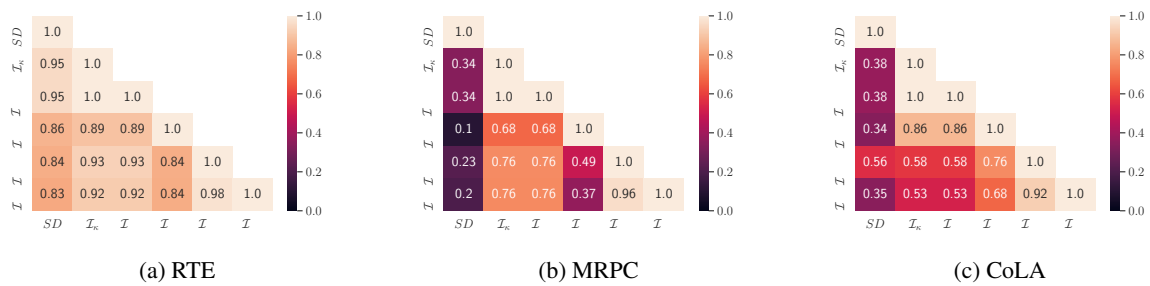 SD 1.0
𝓘κ 0.95 1.0
0.95 1.0 1.0
𝓘 0.86 0.89 0.89 1.0
𝓘 0.84 0.93 0.93 0.84 1.0
𝓘 0.83 0.92 0.92 0.84 0.98 1.0
𝓘
SD 𝓘κ 𝓘 𝓘 𝓘 𝓘
1.0
0.8
0.6
0.4
0.2
0.0
(a) RTE
SD 1.0
𝓘κ 0.34 1.0
0.34 1.0 1.0
𝓘 0.1 0.68 0.68 1.0
𝓘 0.23 0.76 0.76 0.49 1.0
𝓘 0.2 0.76 0.76 0.37 0.96 1.0
𝓘
SD 𝓘κ 𝓘 𝓘 𝓘 𝓘
1.0
0.8
0.6
0.4
0.2
0.0
(b) MRPC
SD 1.0
𝓘κ 0.38 1.0
0.38 1.0 1.0
𝓘 0.34 0.86 0.86 1.0
𝓘 0.56 0.58 0.58 0.76 1.0
𝓘 0.35 0.53 0.53 0.68 0.92 1.0
𝓘
SD 𝓘κ 𝓘 𝓘 𝓘 𝓘
1.0
0.8
0.6
0.4
0.2
0.0
(c) CoLA